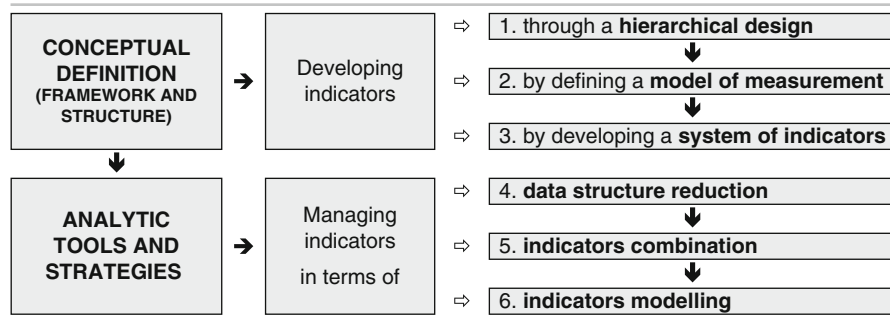 CONCEPTUAL
DEFINITION
(FRAMEWORK AND
STRUCTURE)
➔
Developing
indicators
⇨
1. through a hierarchical design
🡻
⇨
2. by defining a model of measurement
🡻
⇨
3. by developing a system of indicators
🡻
ANALYTIC
TOOLS AND
STRATEGIES
➔
Managing
indicators
in terms of
⇨
4. data structure reduction
🡻
⇨
5. indicators combination
🡻
⇨
6. indicators modelling